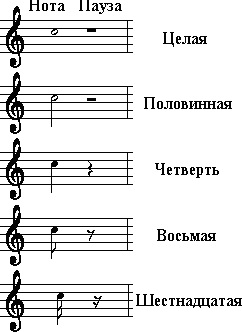 Нота Пауза
Целая
Половинная
Четверть
Восьмая
Шестнадцатая